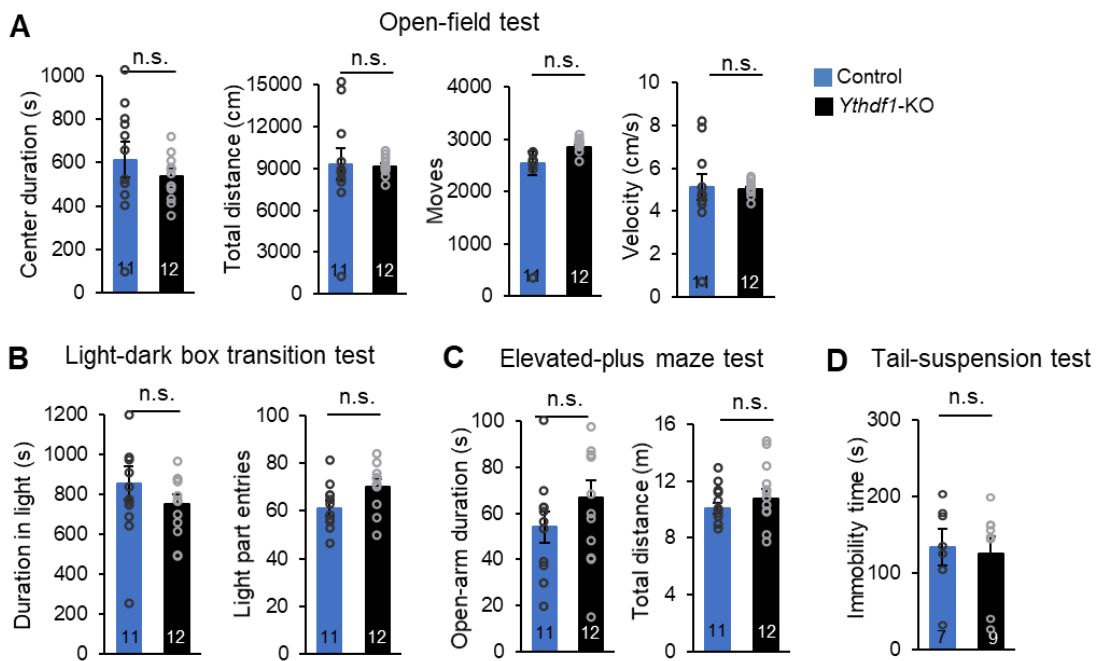 A
Open-field test
n.s.
n.s.
n.s.
n.s.
Control
Ythdf1-KO
Center duration (s)
1000
800
600
400
200
0
11
12
Total distance (cm)
15000
12000
9000
6000
3000
0
11
12
Moves
4000
3000
2000
1000
0
11
12
Velocity (cm/s)
10
8
6
4
2
0
11
12
B
Light-dark box transition test
n.s.
n.s.
Duration in light (s)
1200
1000
800
600
400
200
0
11
12
Light part entries
100
80
60
40
20
0
11
12
C
Elevated-plus maze test
n.s.
n.s.
Open-arm duration (s)
100
80
60
40
20
0
11
12
Total distance (m)
16
12
8
4
0
11
12
D
Tail-suspension test
n.s.
Immobility time (s)
300
200
100
0
7
9